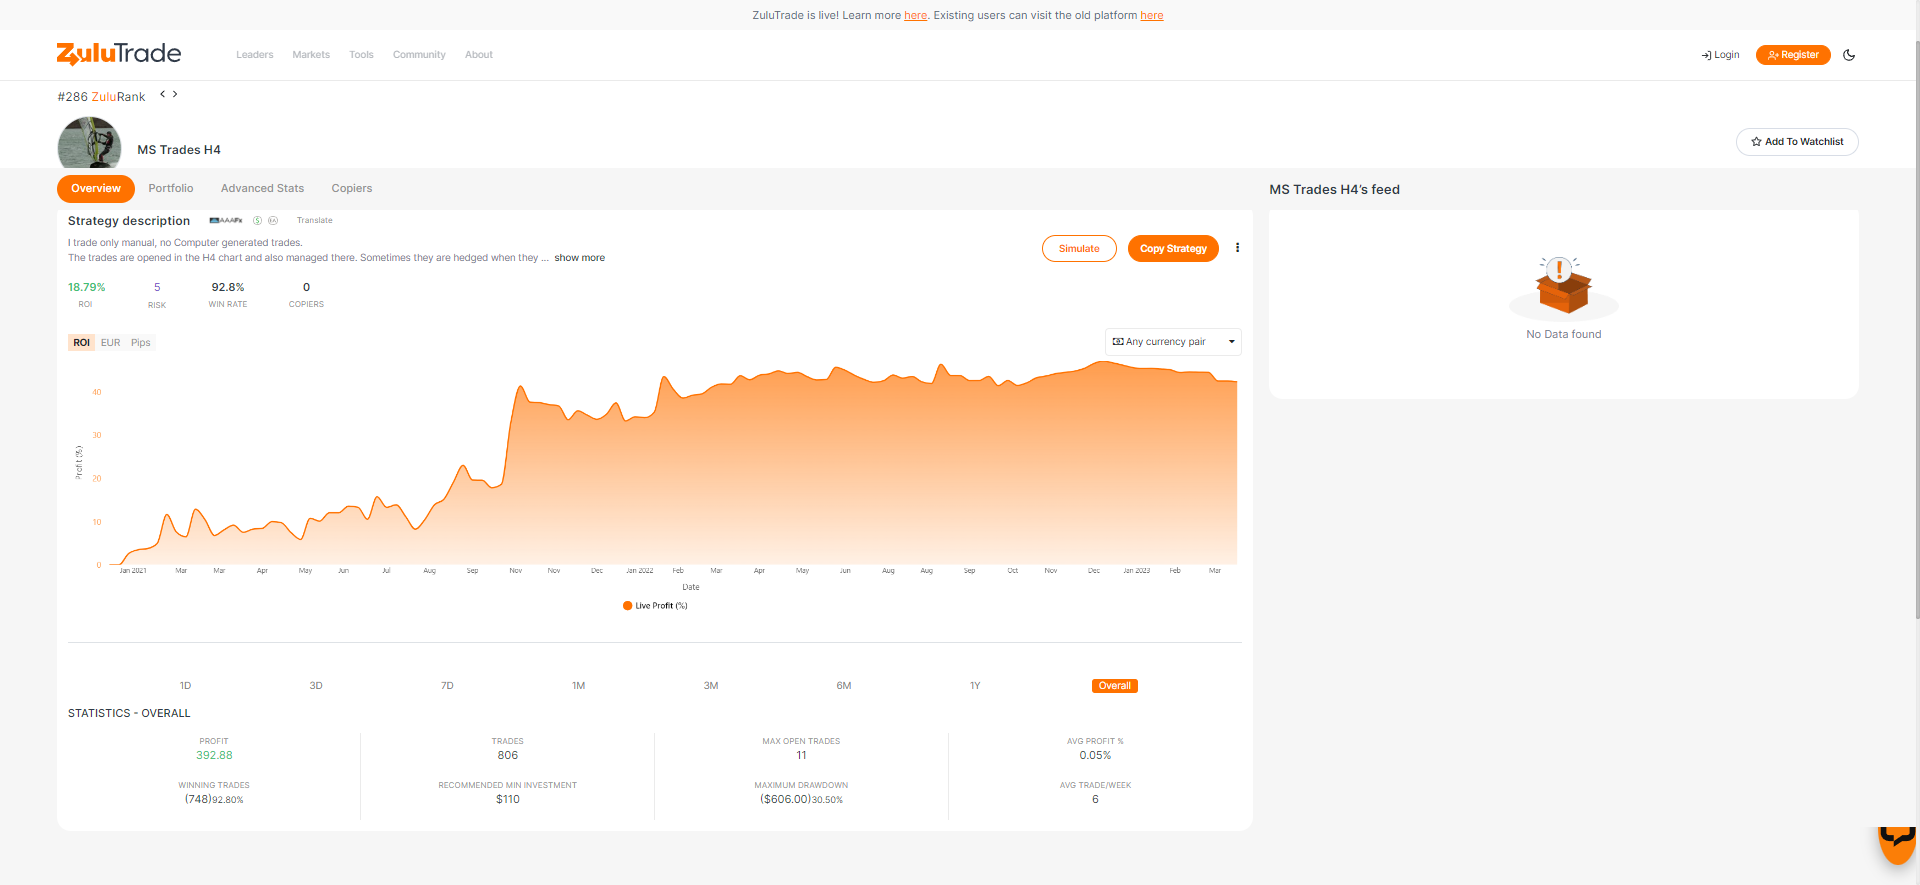 ZuluTrade is live! Learn more here. Existing users can visit the old platform here
ZuluTrade
Leaders
Markets
Tools
Community
About
Login
Register
#286 ZuluRank
MS Trades H4
Add To Watchlist
Overview
Portfolio
Advanced Stats
Copiers
MS Trades H4's feed
Strategy description
AAAFx
Translate
I trade only manual, no Computer generated trades.
The trades are opened in the H4 chart and also managed there. Sometimes they are hedged when they ... show more
Simulate
Copy Strategy
18.79%
ROI
5
RISK
92.8%
WIN RATE
0
COPIERS
No Data found
ROI
EUR
Pips
Any currency pair
Profit (%)
40
30
20
10
0
Jan 2021
Mar
Mar
Apr
May
Jun
Jul
Aug
Sep
Nov
Nov
Dec
Jan 2022
Feb
Mar
Apr
May
Jun
Aug
Aug
Sep
Oct
Nov
Dec
Jan 2023
Feb
Mar
Date
Live Profit (%)
1D
3D
7D
1M
3M
6M
1Y
Overall
STATISTICS - OVERALL
PROFIT
392.88
TRADES
806
MAX OPEN TRADES
11
AVG PROFIT %
0.05%
WINNING TRADES
(748)92.80%
RECOMMENDED MIN INVESTMENT
$110
MAXIMUM DRAWDOWN
($606.00)30.50%
AVG TRADE/WEEK
6